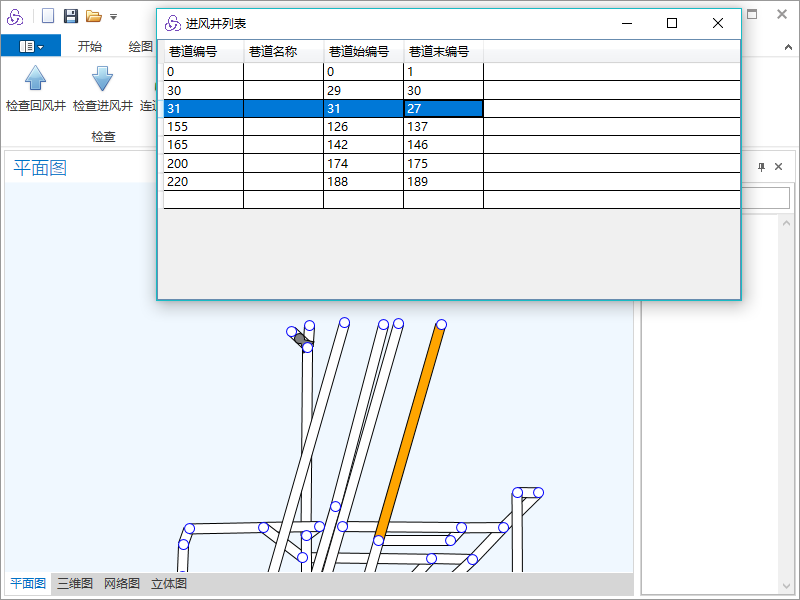 进风井列表
开始 绘图
巷道编号 巷道名称 巷道始编号 巷道末编号
0 0 1
30 29 30
31 31 27
155 126 137
165 142 146
200 174 175
220 188 189
检查回风井 检查进风井
检查
平面图
平面图 三维图 网络图 立体图